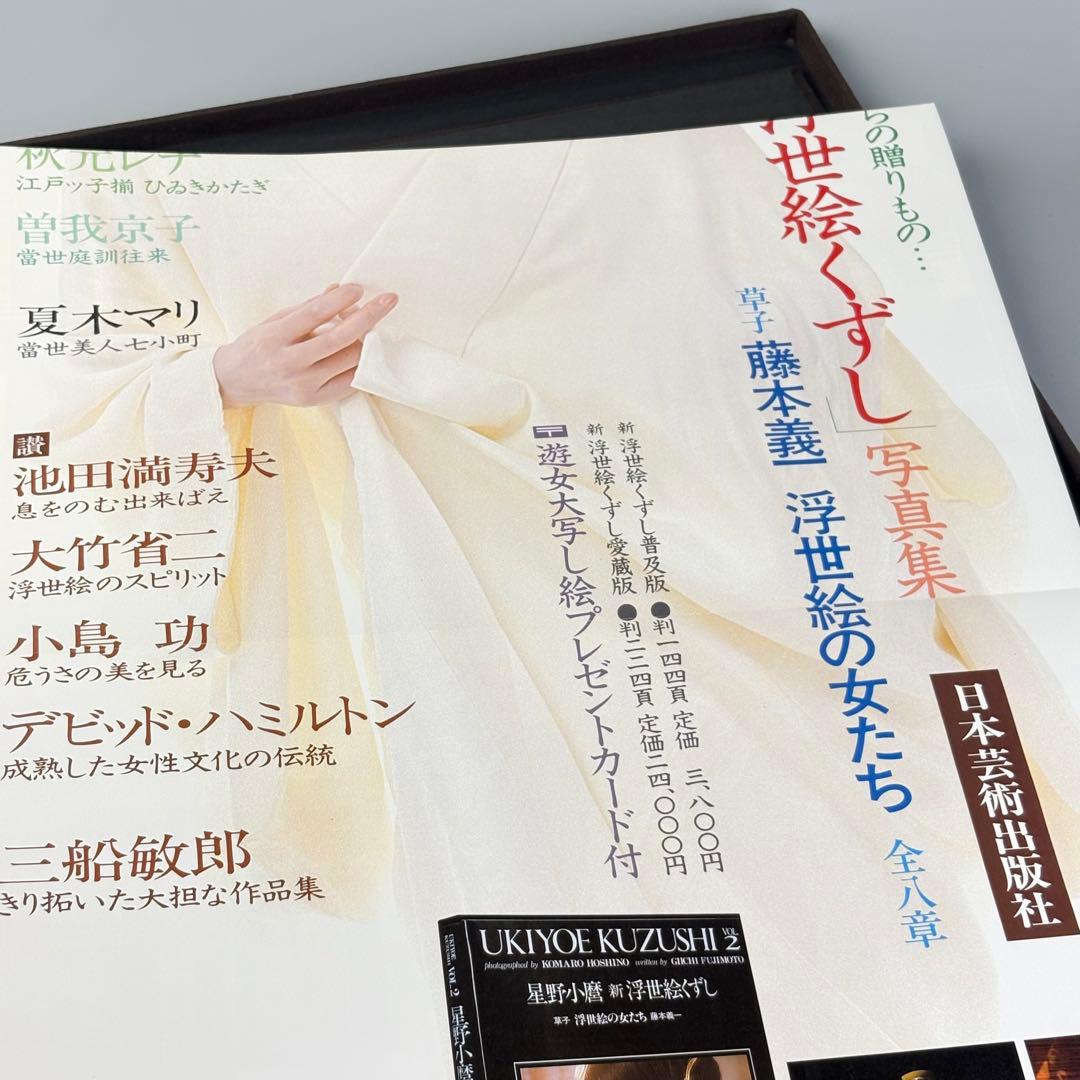 ちの贈りもの…
浮世絵くずし」写真集
草子 藤本義一 浮世絵の女たち 全八章
日本芸術出版社
新 浮世絵くずし普及版 ●判一四四頁 定価 三、八〇〇円
新 浮世絵くずし愛蔵版 ●判二二四頁 定価二四、〇〇〇円
〒遊女大写し絵プレゼントカード付
秋元レナ
江戸ッ子揃 ひゐきかたぎ
曽我京子
當世庭訓往来
夏木マリ
當世美人七小町
讃
池田満寿夫
息をのむ出来ばえ
大竹省二
浮世絵のスピリット
小島 功
危うさの美を見る
デビッド・ハミルトン
成熟した女性文化の伝統
三船敏郎
きり拓いた大担な作品集
UKIYOE KUZUSHI VOL 2
photographed by KOMARO HOSHINO written by GIICHI FUJIMOTO
星野小麿 新 浮世絵くずし
草子 浮世絵の女たち 藤本義一
UKIYOE KUZUSHI VOL.2 星野小麿